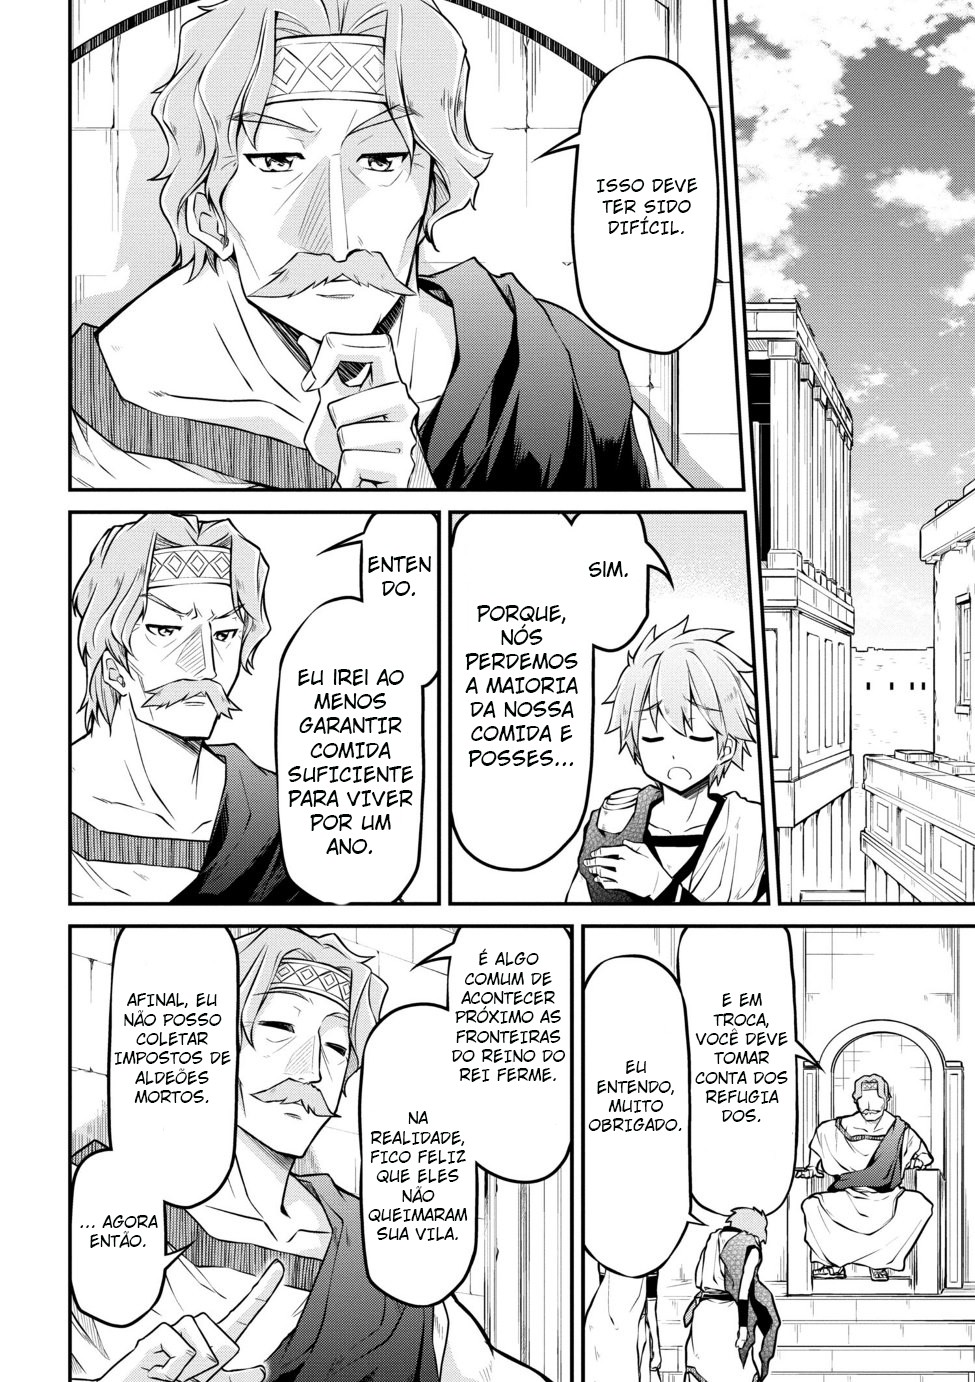 ISSO DEVE
TER SIDO
DIFÍCIL.
SIM.
PORQUE,
NÓS
PERDEMOS
A MAIORIA
DA NOSSA
COMIDA E
POSSES...
ENTEN
DO.
EU IREI AO
MENOS
GARANTIR
COMIDA
SUFICIENTE
PARA VIVER
POR UM
ANO.
E EM
TROCA,
VOCÊ DEVE
TOMAR
CONTA DOS
REFUGIA
DOS.
EU
ENTENDO,
MUITO
OBRIGADO.
É ALGO
COMUM DE
ACONTECER
PRÓXIMO AS
FRONTEIRAS
DO REINO DO
REI FERME.
NA
REALIDADE,
FICO FELIZ
QUE ELES
NÃO
QUEIMARAM
SUA VILA.
AFINAL, EU
NÃO POSSO
COLETAR
IMPOSTOS DE
ALDEÕES
MORTOS.
... AGORA
ENTÃO.